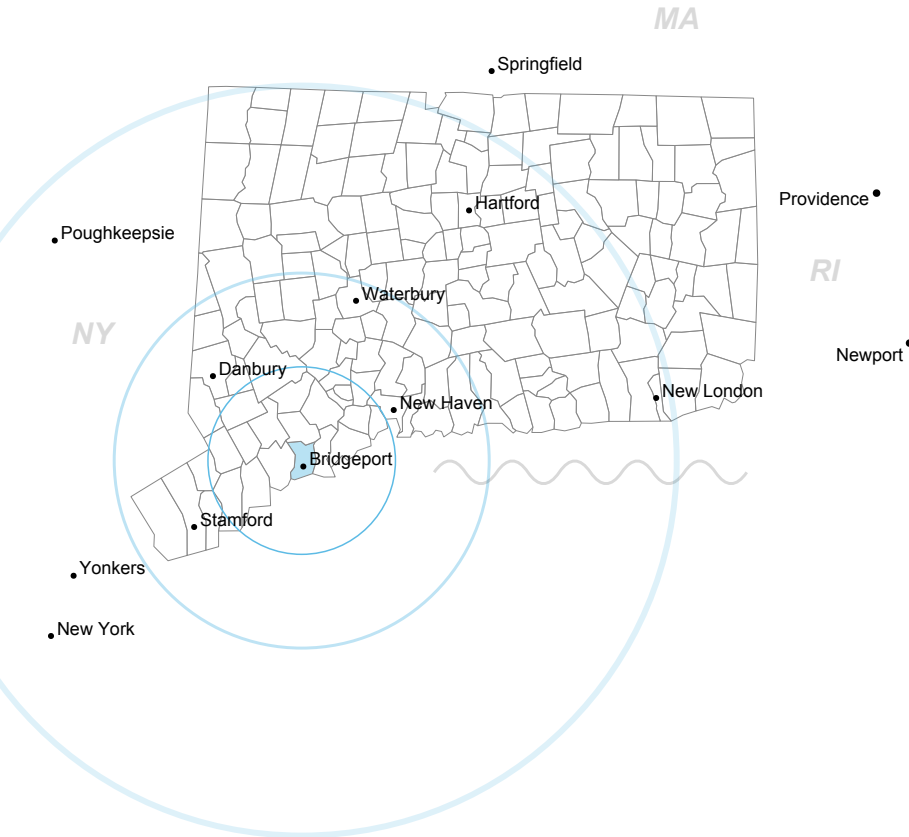 MA
Springfield
Providence
Hartford
Poughkeepsie
RI
Waterbury
NY
Newport
Danbury
New London
New Haven
Bridgeport
Stamford
Yonkers
New York